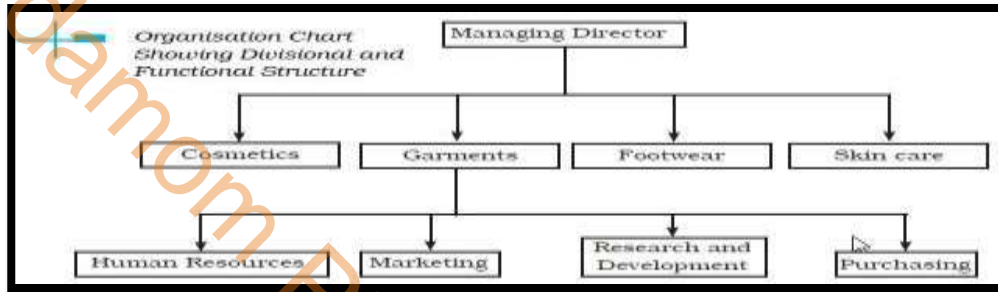 Organisation Chart
Showing Divisional and
Functional Structure
Managing Director
Cosmetics
Garments
Footwear
Skin care
Human Resources
Marketing
Research and
Development
Purchasing